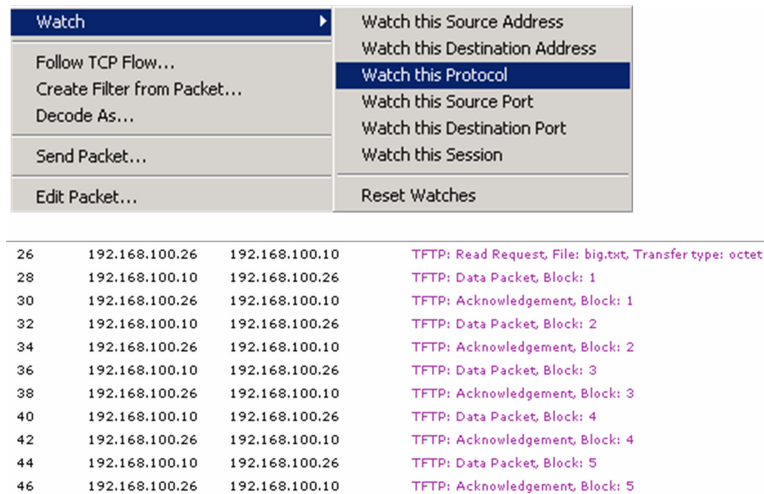 Watch
Follow TCP Flow...
Create Filter from Packet...
Decode As...
Send Packet...
Edit Packet...
Watch this Source Address
Watch this Destination Address
Watch this Protocol
Watch this Source Port
Watch this Destination Port
Watch this Session
Reset Watches
26 192.168.100.26 192.168.100.10 TFTP: Read Request, File: big.txt, Transfer type: octet
28 192.168.100.10 192.168.100.26 TFTP: Data Packet, Block: 1
30 192.168.100.26 192.168.100.10 TFTP: Acknowledgement, Block: 1
32 192.168.100.10 192.168.100.26 TFTP: Data Packet, Block: 2
34 192.168.100.26 192.168.100.10 TFTP: Acknowledgement, Block: 2
36 192.168.100.10 192.168.100.26 TFTP: Data Packet, Block: 3
38 192.168.100.26 192.168.100.10 TFTP: Acknowledgement, Block: 3
40 192.168.100.10 192.168.100.26 TFTP: Data Packet, Block: 4
42 192.168.100.26 192.168.100.10 TFTP: Acknowledgement, Block: 4
44 192.168.100.10 192.168.100.26 TFTP: Data Packet, Block: 5
46 192.168.100.26 192.168.100.10 TFTP: Acknowledgement, Block: 5